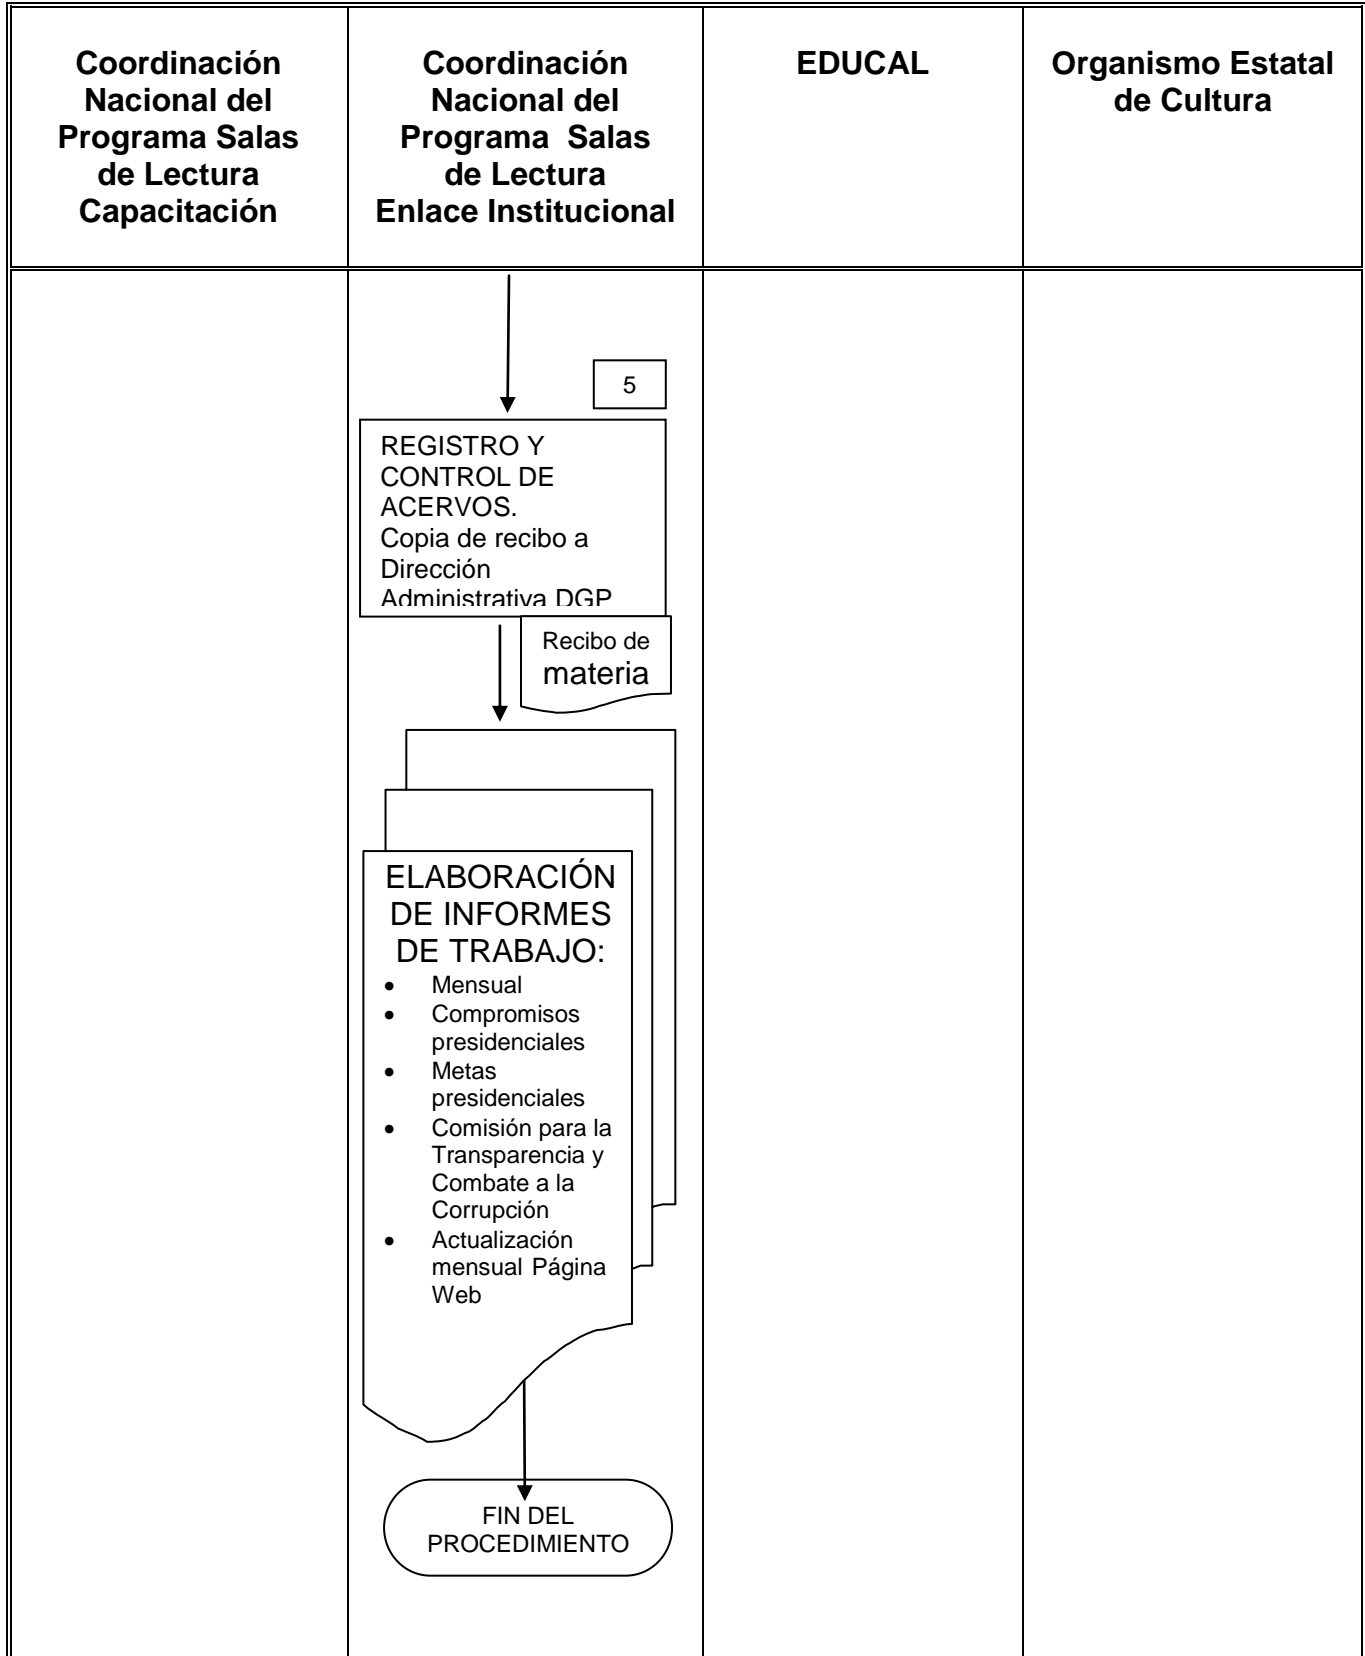 Coordinación
Nacional del
Programa Salas
de Lectura
Capacitación
Coordinación
Nacional del
Programa Salas
de Lectura
Enlace Institucional
EDUCAL
Organismo Estatal
de Cultura
5
REGISTRO Y
CONTROL DE
ACERVOS.
Copia de recibo a
Dirección
Administrativa DGP
Recibo de
materia
ELABORACIÓN
DE INFORMES
DE TRABAJO:
• Mensual
• Compromisos
presidenciales
• Metas
presidenciales
• Comisión para la
Transparencia y
Combate a la
Corrupción
• Actualización
mensual Página
Web
FIN DEL
PROCEDIMIENTO